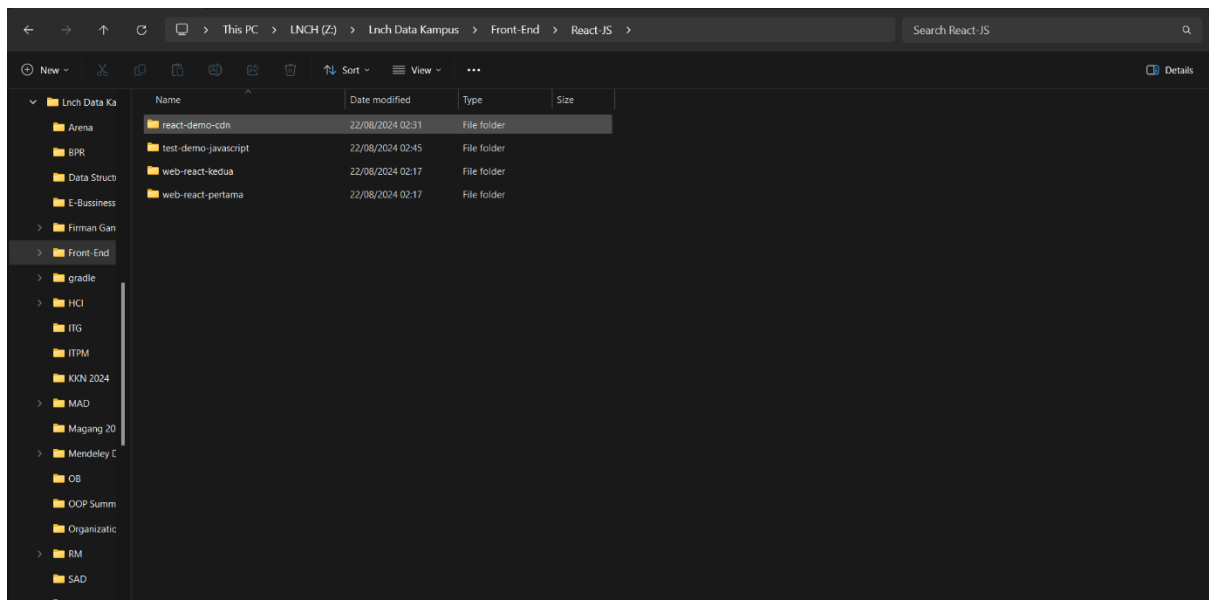 This PC > LNCH (Z:) > Lnch Data Kampus > Front-End > React-JS >
Search React-JS
New Sort View ... Details
Name Date modified Type Size
react-demo-cdn 22/08/2024 02:31 File folder
test-demo-javascript 22/08/2024 02:45 File folder
web-react-kedua 22/08/2024 02:17 File folder
web-react-pertama 22/08/2024 02:17 File folder
Lnch Data Ka
Arena
BPR
Data Struct
E-Bussiness
Firman Gan
Front-End
gradle
HCI
ITG
ITPM
KKN 2024
MAD
Magang 20
Mendeley D
OB
OOP Summ
Organizatic
RM
SAD